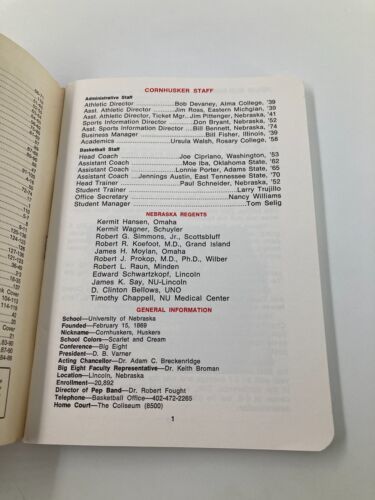 CORNHUSKER STAFF
Administrative Staff
Athletic Director ........ Bob Devaney, Alma College, '39
Asst. Athletic Director ........ Jim Ross, Eastern Michgian, '39
Asst. Athletic Director, Ticket Mgr. .. Jim Pittenger, Nebraska, '41
Sports Information Director ........ Don Bryant, Nebraska, '52
Asst. Sports Information Director .... Bill Bennett, Nebraska, '74
Business Manager ........ Bill Fisher, Illinois, '39
Academics ........ Ursula Walsh, Rosary College, '58
Basketball Staff
Head Coach ........ Joe Cipriano, Washington, '53
Assistant Coach ........ Moe Iba, Oklahoma State, '62
Assistant Coach ........ Lonnie Porter, Adams State, '65
Assistant Coach ........ Jennings Austin, East Tennessee State, '70
Head Trainer ........ Paul Schneider, Nebraska, '52
Student Trainer ........ Larry Trujillo
Office Secretary ........ Nancy Williams
Student Manager ........ Tom Selig
NEBRASKA REGENTS
Kermit Hansen, Omaha
Kermit Wagner, Schuyler
Robert G. Simmons, Jr., Scottsbluff
Robert R. Koefoot, M.D., Grand Island
James H. Moylan, Omaha
Robert J. Prokop, M.D., Ph.D., Wilber
Robert L. Raun, Minden
Edward Schwartzkopf, Lincoln
James K. Say, NU-Lincoln
D. Clinton Bellows, UNO
Timothy Chappell, NU Medical Center
GENERAL INFORMATION
School—University of Nebraska
Founded—February 15, 1869
Nickname—Cornhuskers, Huskers
School Colors—Scarlet and Cream
Conference—Big Eight
President—D. B. Varner
Acting Chancellor—Dr. Adam C. Breckenridge
Big Eight Faculty Representative—Dr. Keith Broman
Location—Lincoln, Nebraska
Enrollment—20,892
Director of Pep Band—Dr. Robert Fought
Telephone—Basketball Office—402-472-2265
Home Court—The Coliseum (8500)
1